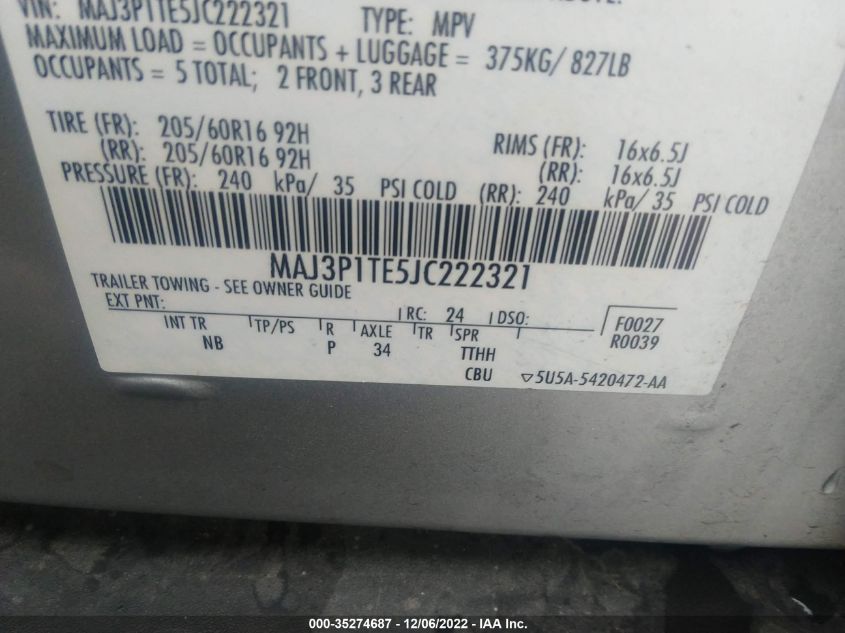 VIN: MAJ3P1TE5JC222321 TYPE: MPV
MAXIMUM LOAD = OCCUPANTS + LUGGAGE = 375KG/ 827LB
OCCUPANTS = 5 TOTAL; 2 FRONT, 3 REAR
TIRE (FR): 205/60R16 92H RIMS (FR): 16x6.5J
(RR): 205/60R16 92H (RR): 16x6.5J
PRESSURE (FR): 240 kPa/ 35 PSI COLD (RR): 240 kPa/ 35 PSI COLD
MAJ3P1TE5JC222321
TRAILER TOWING - SEE OWNER GUIDE
EXT PNT: RC: 24 DSO: F0027
INT TR TP/PS R AXLE TR SPR R0039
NB P 34 TTHH
CBU ▽5U5A-5420472-AA
000-35274687 - 12/06/2022 - IAA Inc.